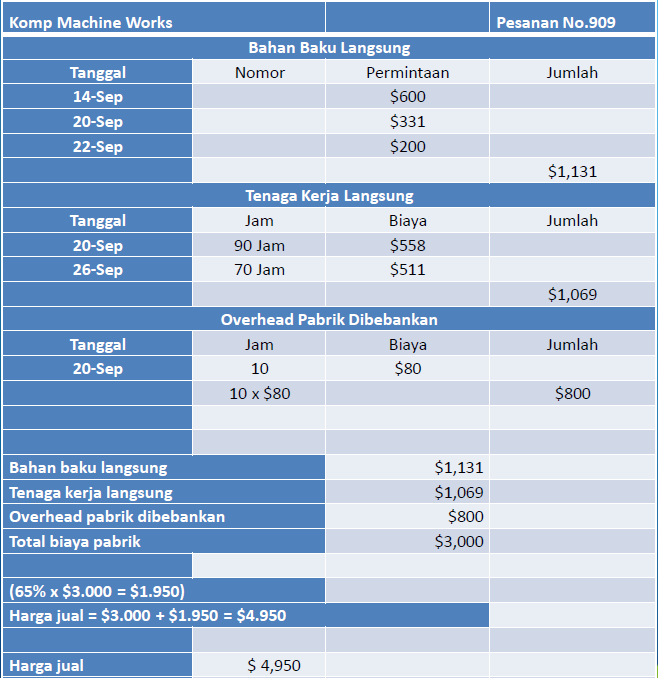 Komp Machine Works Pesanan No.909
Bahan Baku Langsung
Tanggal Nomor Permintaan Jumlah
14-Sep $600
20-Sep $331
22-Sep $200
$1,131
Tenaga Kerja Langsung
Tanggal Jam Biaya Jumlah
20-Sep 90 Jam $558
26-Sep 70 Jam $511
$1,069
Overhead Pabrik Dibebankan
Tanggal Jam Biaya Jumlah
20-Sep 10 $80
10 x $80 $800
Bahan baku langsung $1,131
Tenaga kerja langsung $1,069
Overhead pabrik dibebankan $800
Total biaya pabrik $3,000
(65% x $3.000 = $1.950)
Harga jual = $3.000 + $1.950 = $4.950
Harga jual $ 4,950